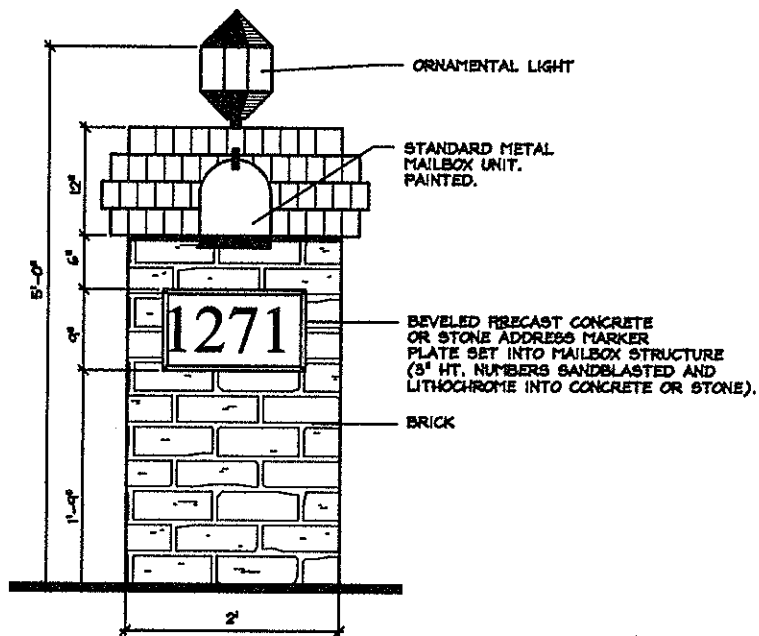 ORNAMENTAL LIGHT
STANDARD METAL
MAILBOX UNIT.
PAINTED.
12"
5'-0"
6"
9"
1271
BEVELED PRECAST CONCRETE
OR STONE ADDRESS MARKER
PLATE SET INTO MAILBOX STRUCTURE
(3" HT. NUMBERS SANDBLASTED AND
LITHOCHROME INTO CONCRETE OR STONE).
BRICK
1'-9"
2'